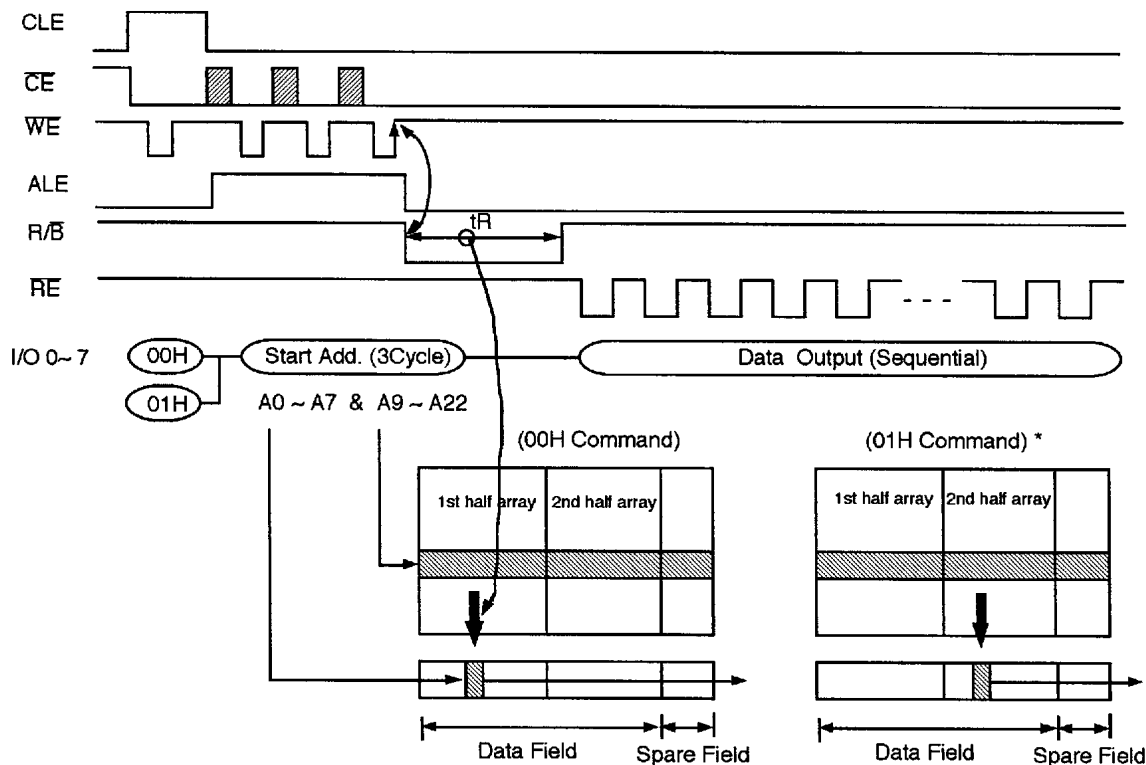 CLE
CE
WE
ALE
R/B
tR
RE
I/O 0~ 7
00H
Start Add. (3Cycle)
Data Output (Sequential)
01H
A0 ~ A7 & A9 ~ A22
(00H Command)
(01H Command) *
1st half array
2nd half array
1st half array
2nd half array
Data Field
Spare Field
Data Field
Spare Field